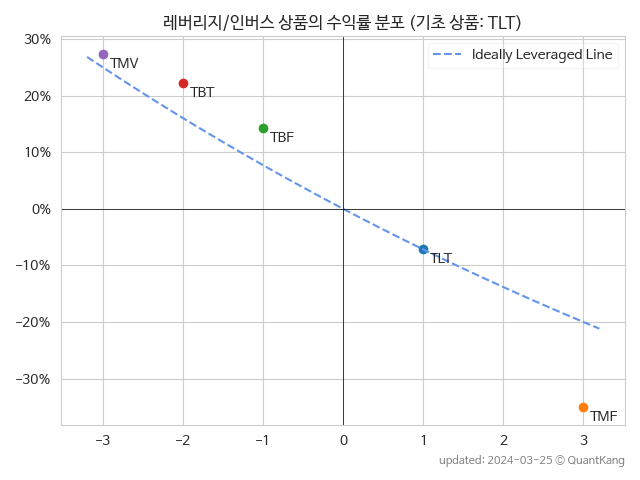 레버리지/인버스 상품의 수익률 분포 (기초 상품: TLT)
30%
20%
10%
0%
−10%
−20%
−30%
Ideally Leveraged Line
TMV
TBT
TBF
TLT
TMF
−3
−2
−1
0
1
2
3
updated: 2024-03-25 © QuantKang